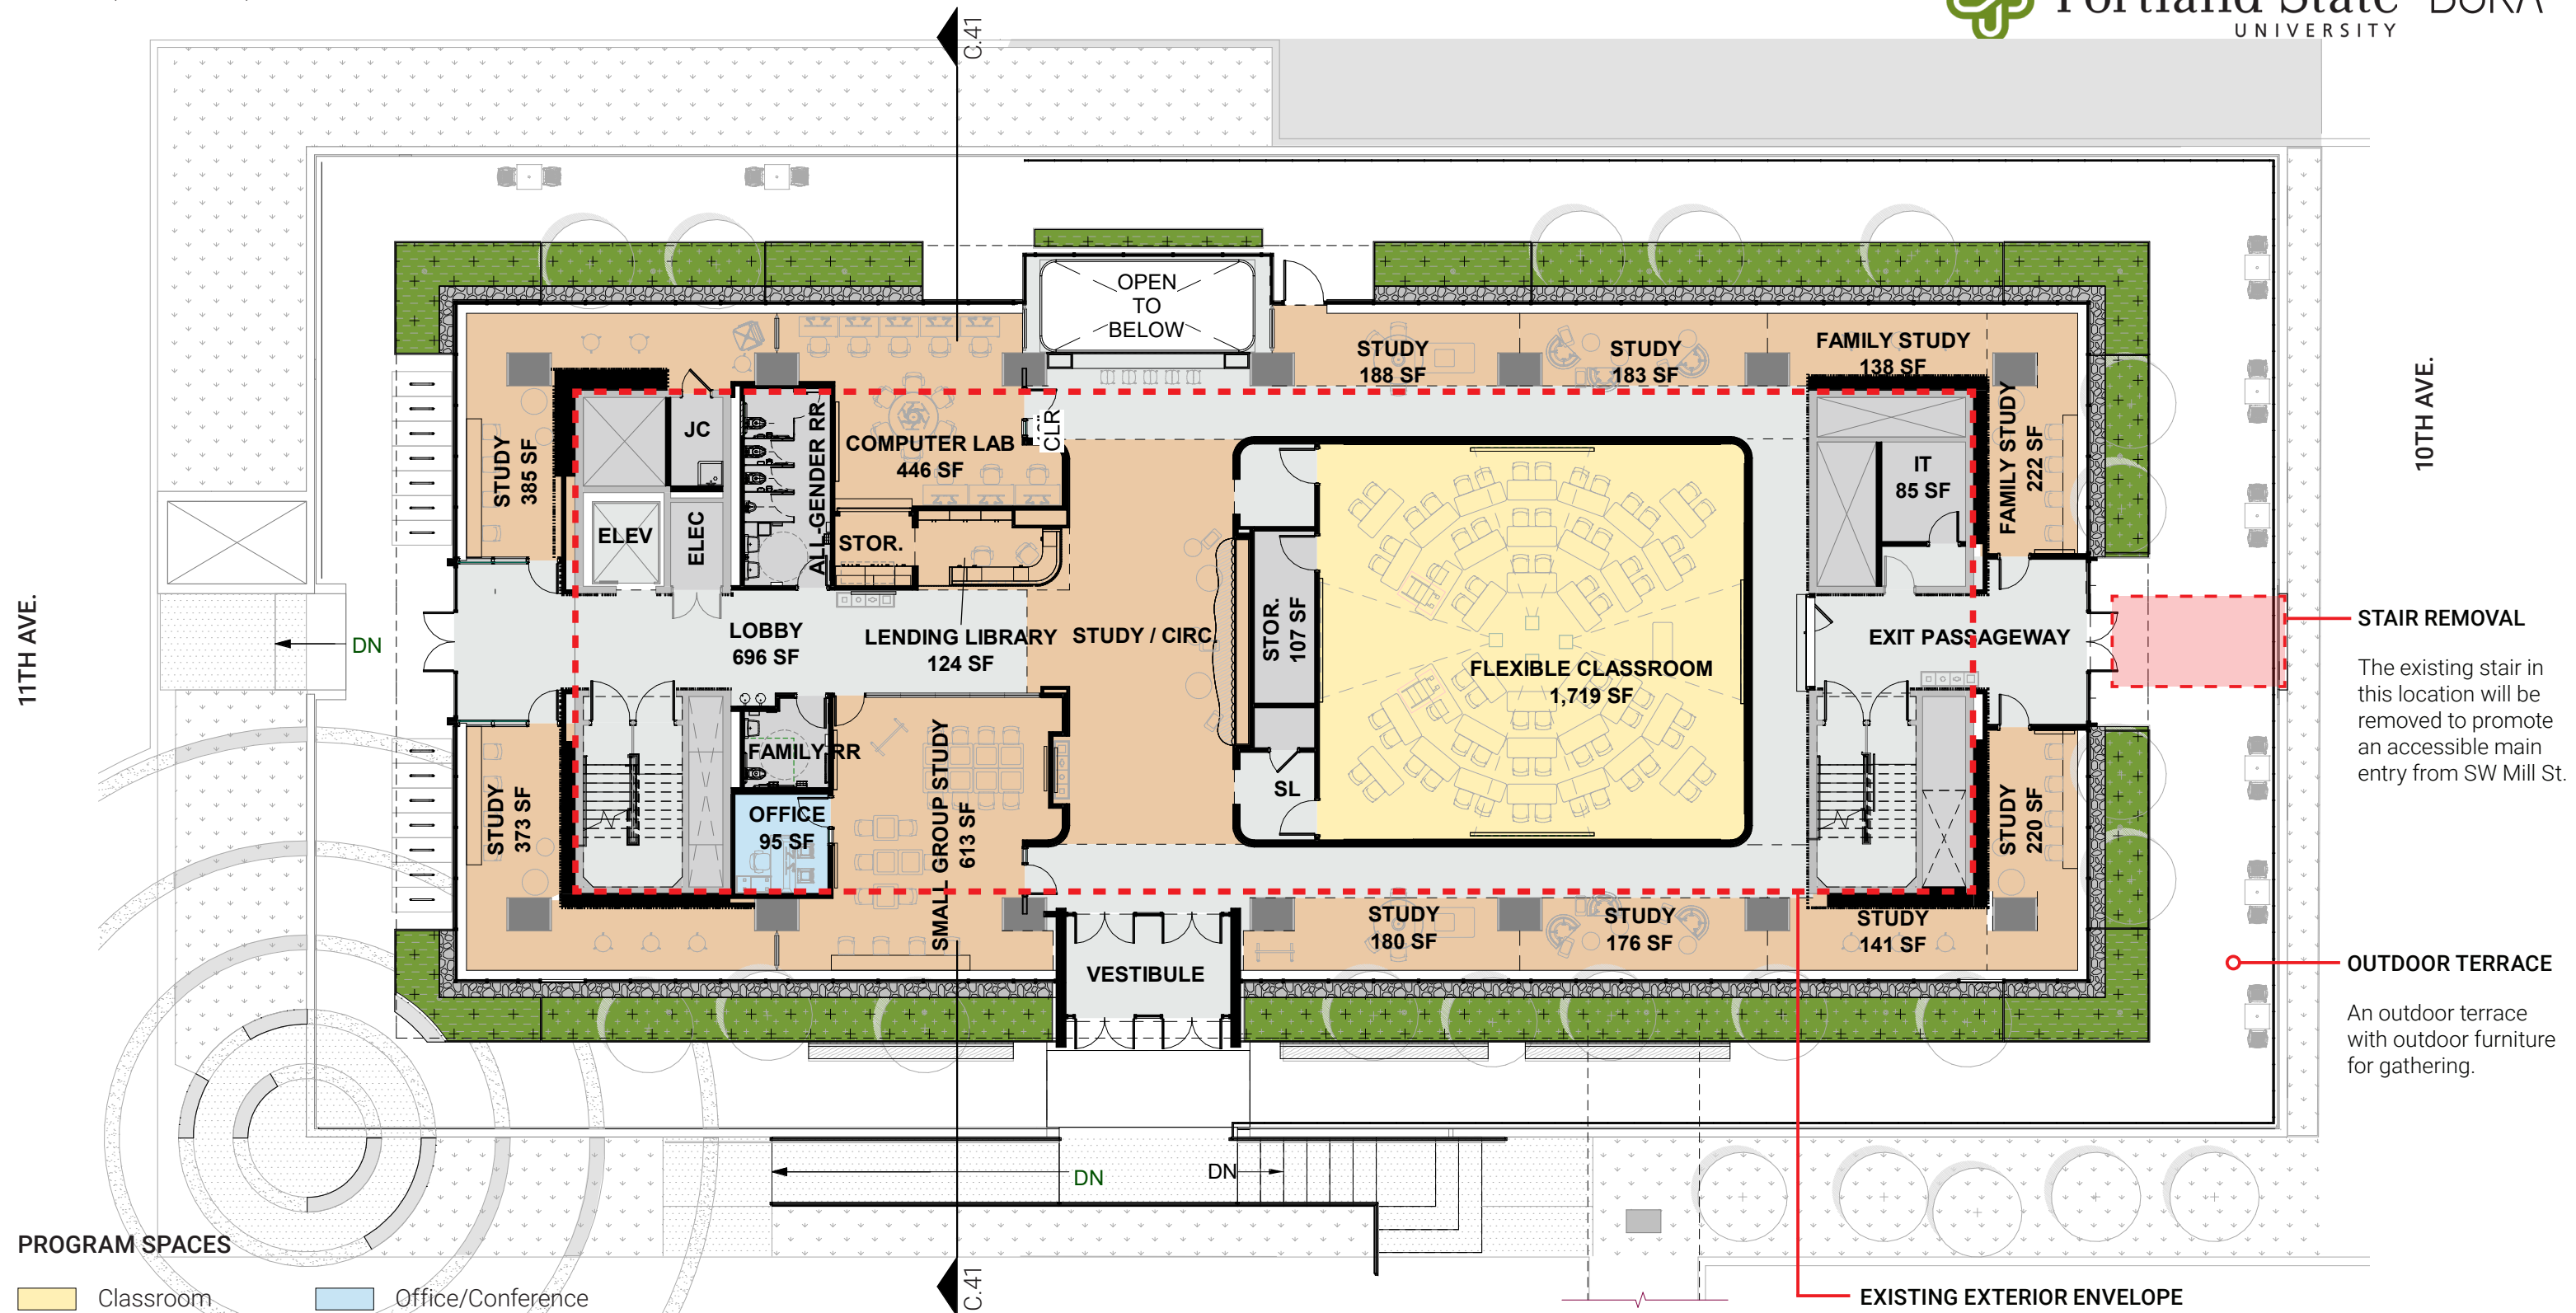 C.41
UNIVERSITY
OPEN
TO
BELOW
STUDY
188 SF
STUDY
183 SF
FAMILY STUDY
138 SF
FAMILY STUDY
222 SF
10TH AVE.
STUDY
385 SF
JC
ALL-GENDER RR
COMPUTER LAB
446 SF
CLR
IT
85 SF
ELEV
ELEC
STOR.
11TH AVE.
DN
LOBBY
696 SF
LENDING LIBRARY
124 SF
STUDY / CIRC.
STOR.
107 SF
FLEXIBLE CLASSROOM
1,719 SF
EXIT PASSAGEWAY
STAIR REMOVAL
The existing stair in
this location will be
removed to promote
an accessible main
entry from SW Mill St.
STUDY
373 SF
FAMILY RR
OFFICE
95 SF
SMALL GROUP STUDY
613 SF
SL
STUDY
220 SF
STUDY
180 SF
STUDY
176 SF
STUDY
141 SF
VESTIBULE
OUTDOOR TERRACE
An outdoor terrace
with outdoor furniture
for gathering.
DN
DN
PROGRAM SPACES
Classroom
Office/Conference
C.41
EXISTING EXTERIOR ENVELOPE